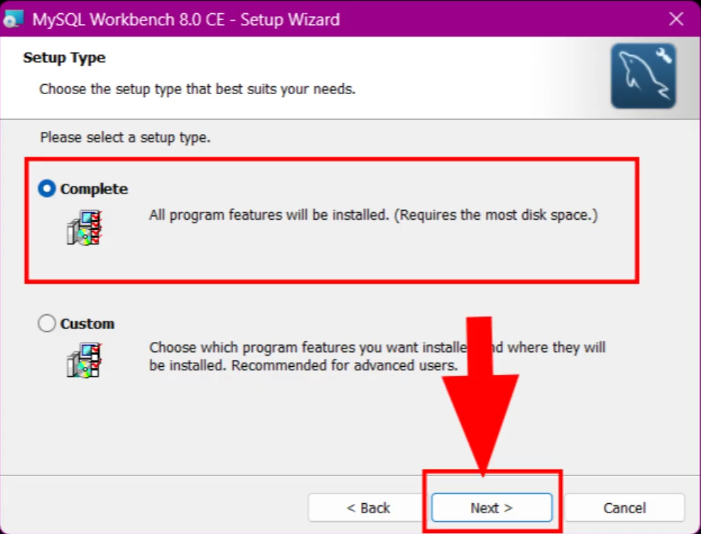 MySQL Workbench 8.0 CE - Setup Wizard
Setup Type
Choose the setup type that best suits your needs.
Please select a setup type.
Complete
All program features will be installed. (Requires the most disk space.)
Custom
Choose which program features you want install nd where they will
be installed. Recommended for advanced users.
< Back
Next >
Cancel